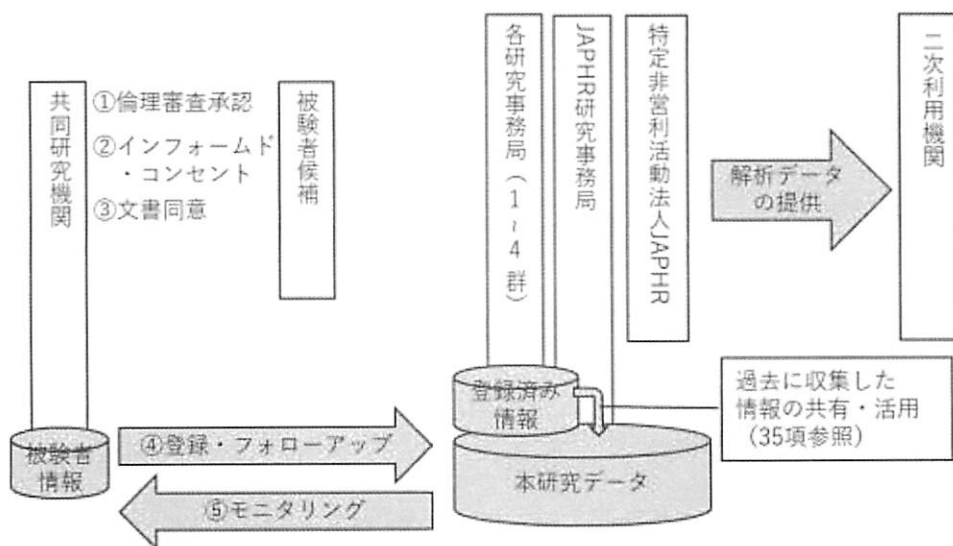 共同研究機関
①倫理審査承認
②インフォームド
・コンセント
③文書同意
被験者候補
各研究事務局(1~4群)
JAPHR研究事務局
特定非営利活動法人JAPHR
解析データ
の提供
二次利用機関
登録済み
情報
過去に収集した
情報の共有・活用
(35項参照)
被験者
情報
④登録・フォローアップ
本研究データ
⑤モニタリング